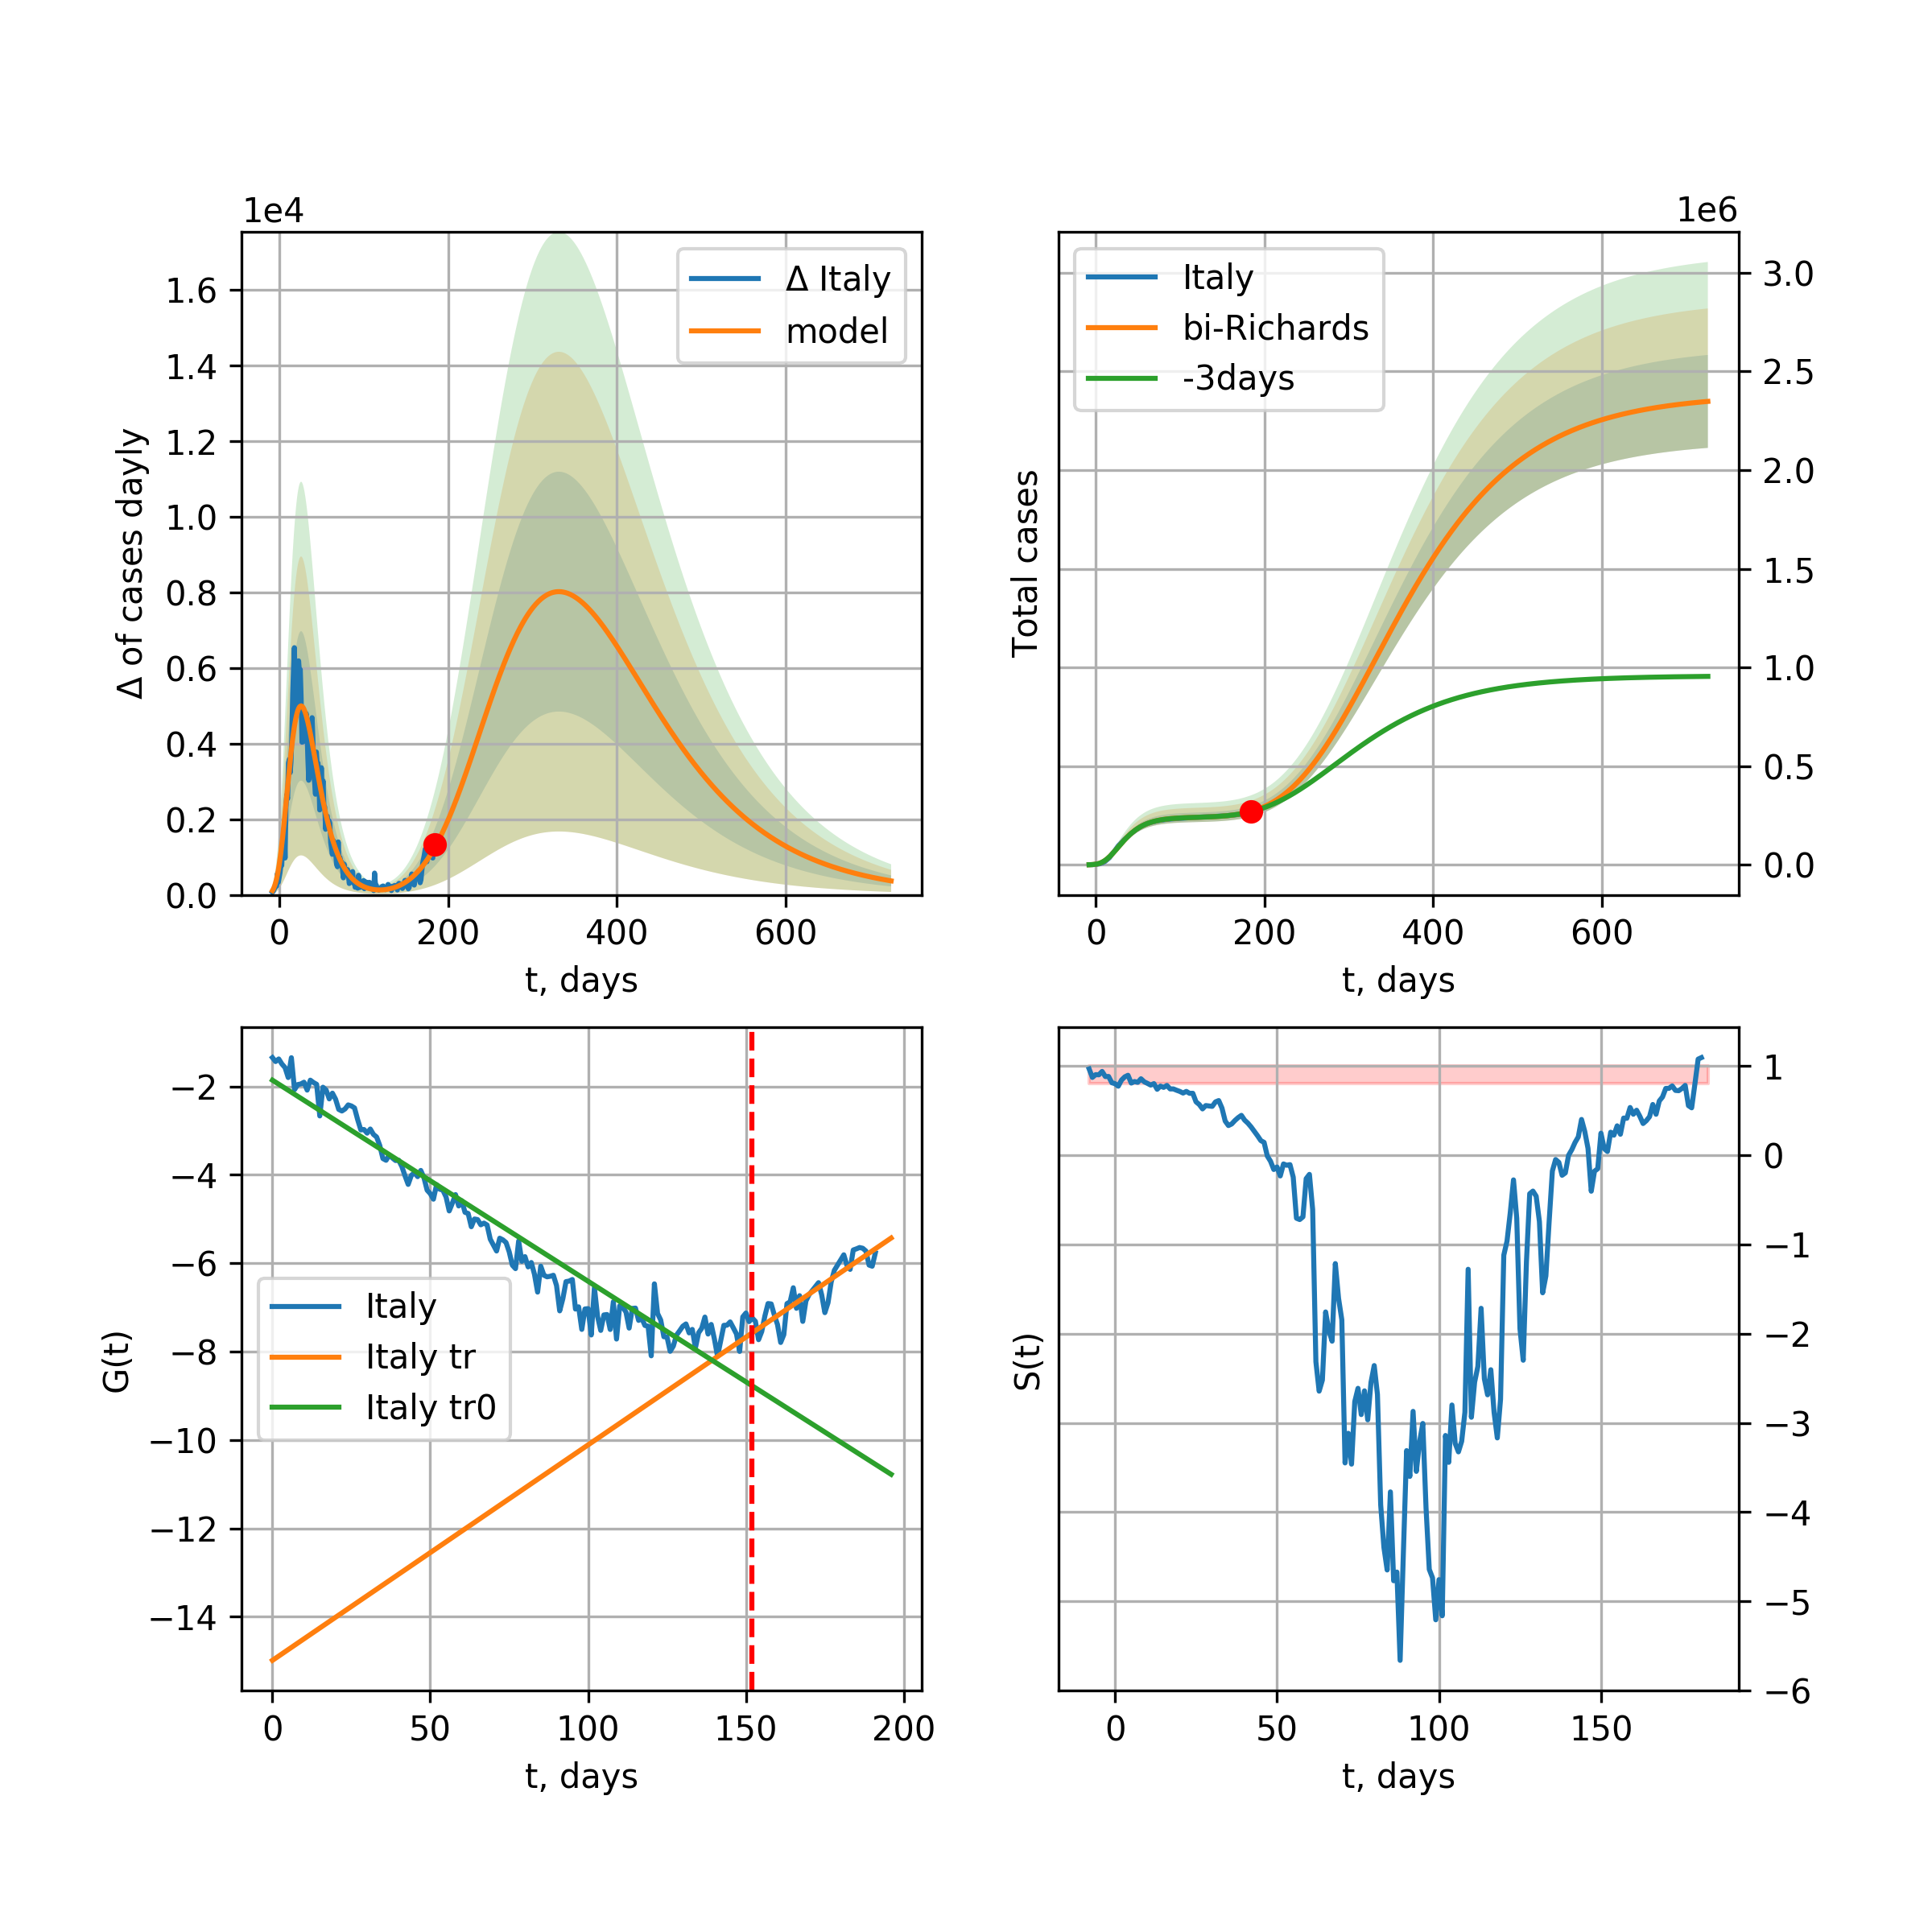 1e4
Δ of cases dayly
1.6
1.4
1.2
1.0
0.8
0.6
0.4
0.2
0.0
Δ Italy
model
0 200 400 600
t, days
1e6
Total cases
Italy
bi-Richards
-3days
3.0
2.5
2.0
1.5
1.0
0.5
0.0
0 200 400 600
t, days
G(t)
−2
−4
−6
−8
−10
−12
−14
Italy
Italy tr
Italy tr0
0 50 100 150 200
t, days
S(t)
1
0
−1
−2
−3
−4
−5
−6
0 50 100 150
t, days